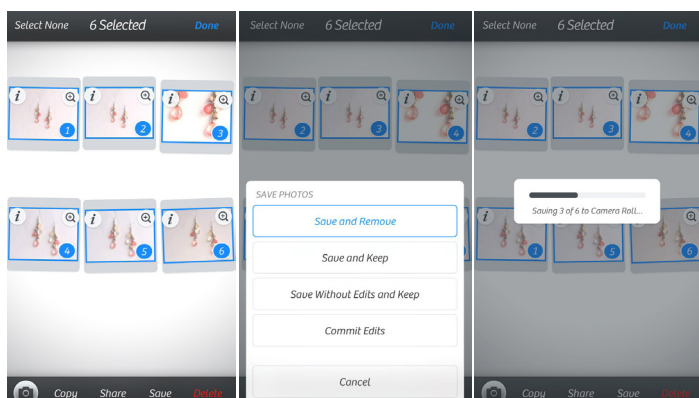 Select None 6 Selected Done
i i i
1 2 3
i i i
4 5 6
Copy Share Save Delete
Select None 6 Selected Done
i i i
2 3 4
SAVE PHOTOS
Save and Remove
Save and Keep
Save Without Edits and Keep
Commit Edits
Cancel
Select None 6 Selected Done
i i i
2 3 4
Saving 3 of 6 to Camera Roll...
i i i
1 5 6
Copy Share Save Delete